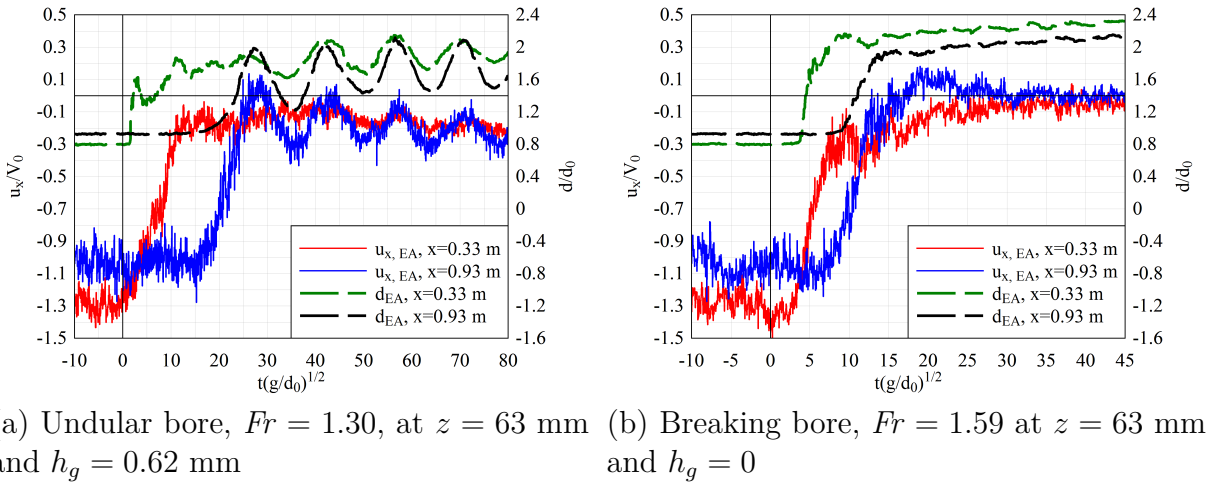 0.5
0.3
0.1
-0.1
-0.3
-0.5
-0.7
-0.9
-1.1
-1.3
-1.5
u_x/V_0
2.4
2
1.6
1.2
0.8
0.4
0
-0.4
-0.8
-1.2
-1.6
d/d_0
u_x, EA, x=0.33 m
u_x, EA, x=0.93 m
d_EA, x=0.33 m
d_EA, x=0.93 m
-10 0 10 20 30 40 50 60 70 80
t(g/d_0)^1/2
0.5
0.3
0.1
-0.1
-0.3
-0.5
-0.7
-0.9
-1.1
-1.3
-1.5
u_x/V_0
2.4
2
1.6
1.2
0.8
0.4
0
-0.4
-0.8
-1.2
-1.6
d/d_0
u_x, EA, x=0.33 m
u_x, EA, x=0.93 m
d_EA, x=0.33 m
d_EA, x=0.93 m
-10 -5 0 5 10 15 20 25 30 35 40 45
t(g/d_0)^1/2
a) Undular bore, Fr = 1.30, at z = 63 mm
and h_g = 0.62 mm
(b) Breaking bore, Fr = 1.59 at z = 63 mm
and h_g = 0